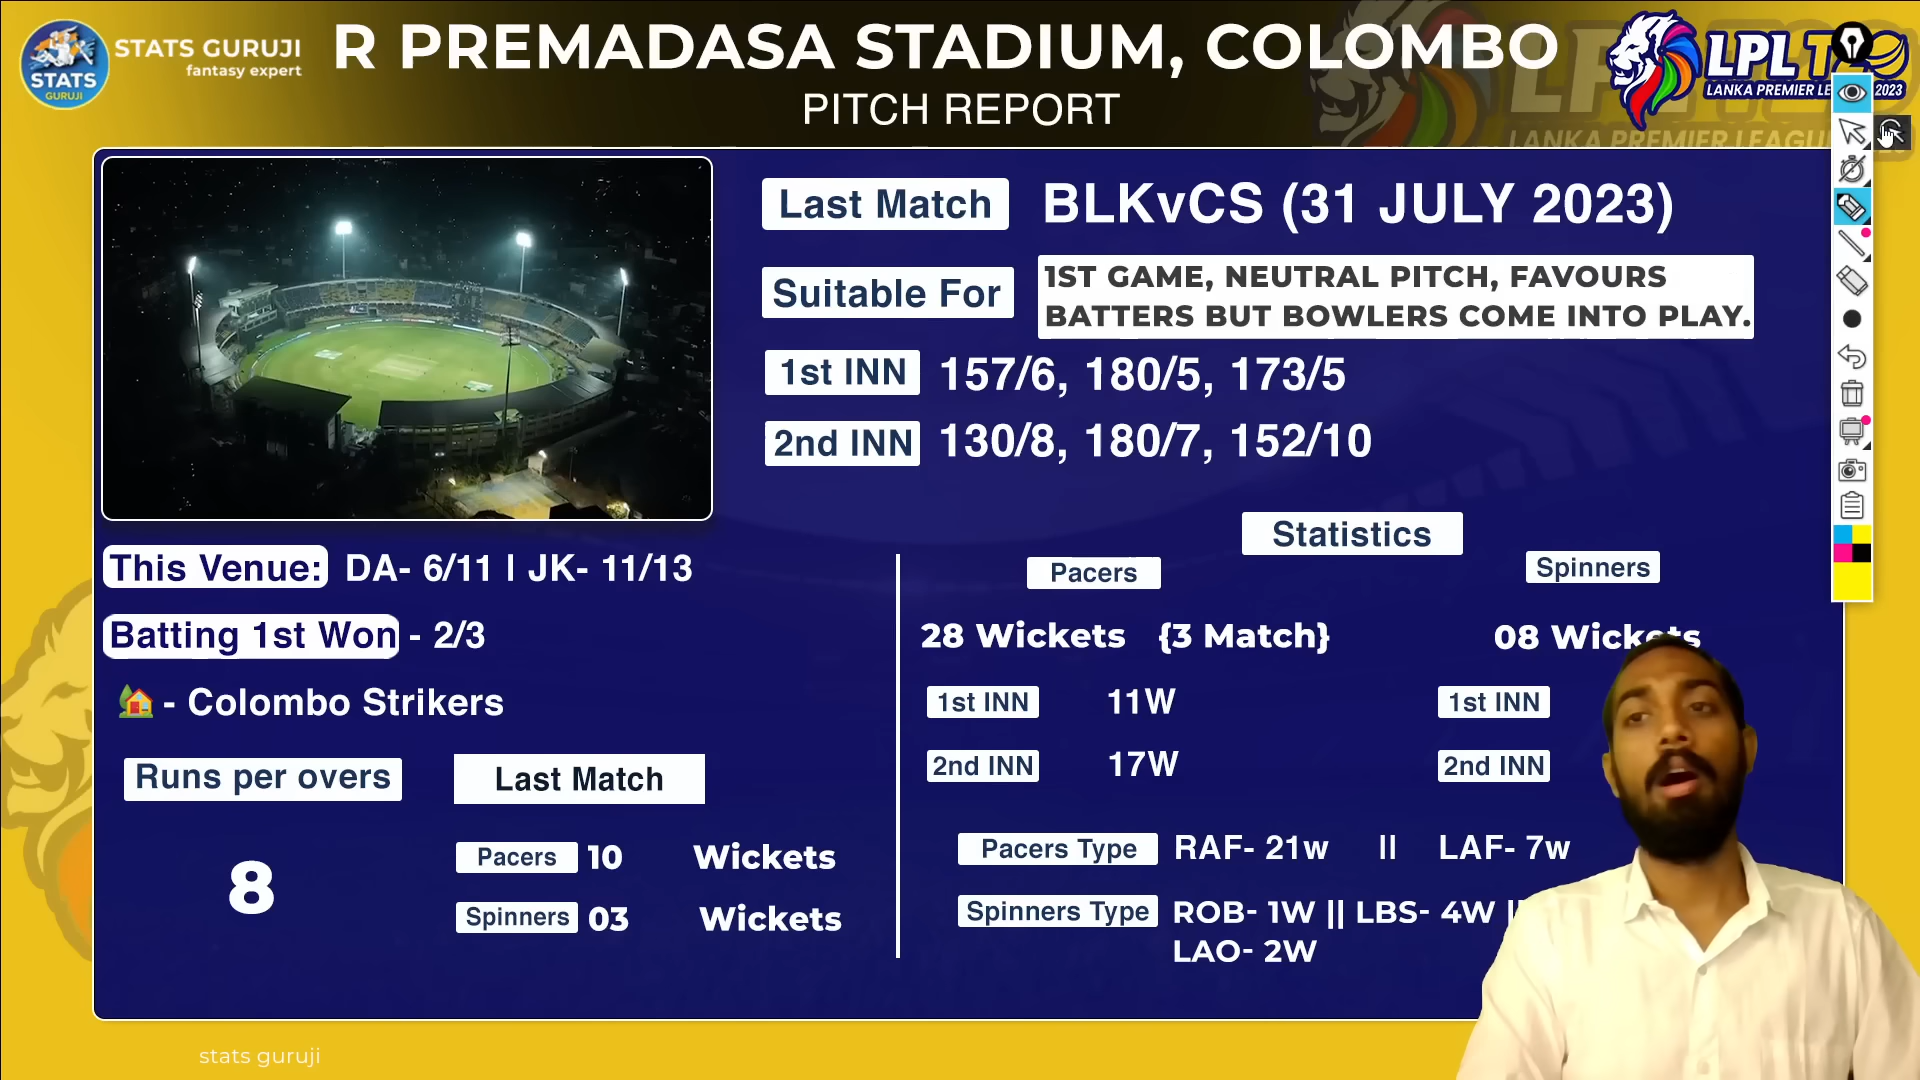 STATS GURUJI
fantasy expert
STATS
GURUJI
R PREMADASA STADIUM, COLOMBO
PITCH REPORT
LPL T20
LANKA PREMIER LE 2023
LANKA PREMIER LEAGU
Last Match BLKvCS (31 JULY 2023)
Suitable For
1ST GAME, NEUTRAL PITCH, FAVOURS
BATTERS BUT BOWLERS COME INTO PLAY.
1st INN 157/6, 180/5, 173/5
2nd INN 130/8, 180/7, 152/10
This Venue: DA- 6/11 | JK- 11/13
Batting 1st Won - 2/3
- Colombo Strikers
Runs per overs
8
Last Match
Pacers 10 Wickets
Spinners 03 Wickets
Statistics
Pacers
Spinners
28 Wickets {3 Match} 08 Wickets
1st INN 11W 1st INN
2nd INN 17W 2nd INN
Pacers Type RAF- 21w || LAF- 7w
Spinners Type ROB- 1W || LBS- 4W ||
LAO- 2W
stats guruji